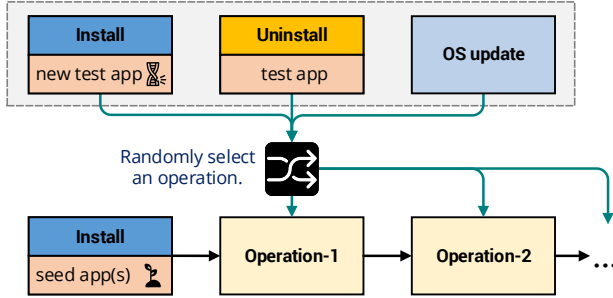 Install
new test app
Uninstall
test app
OS update
Randomly select
an operation.
Install
seed app(s)
Operation-1
Operation-2
...